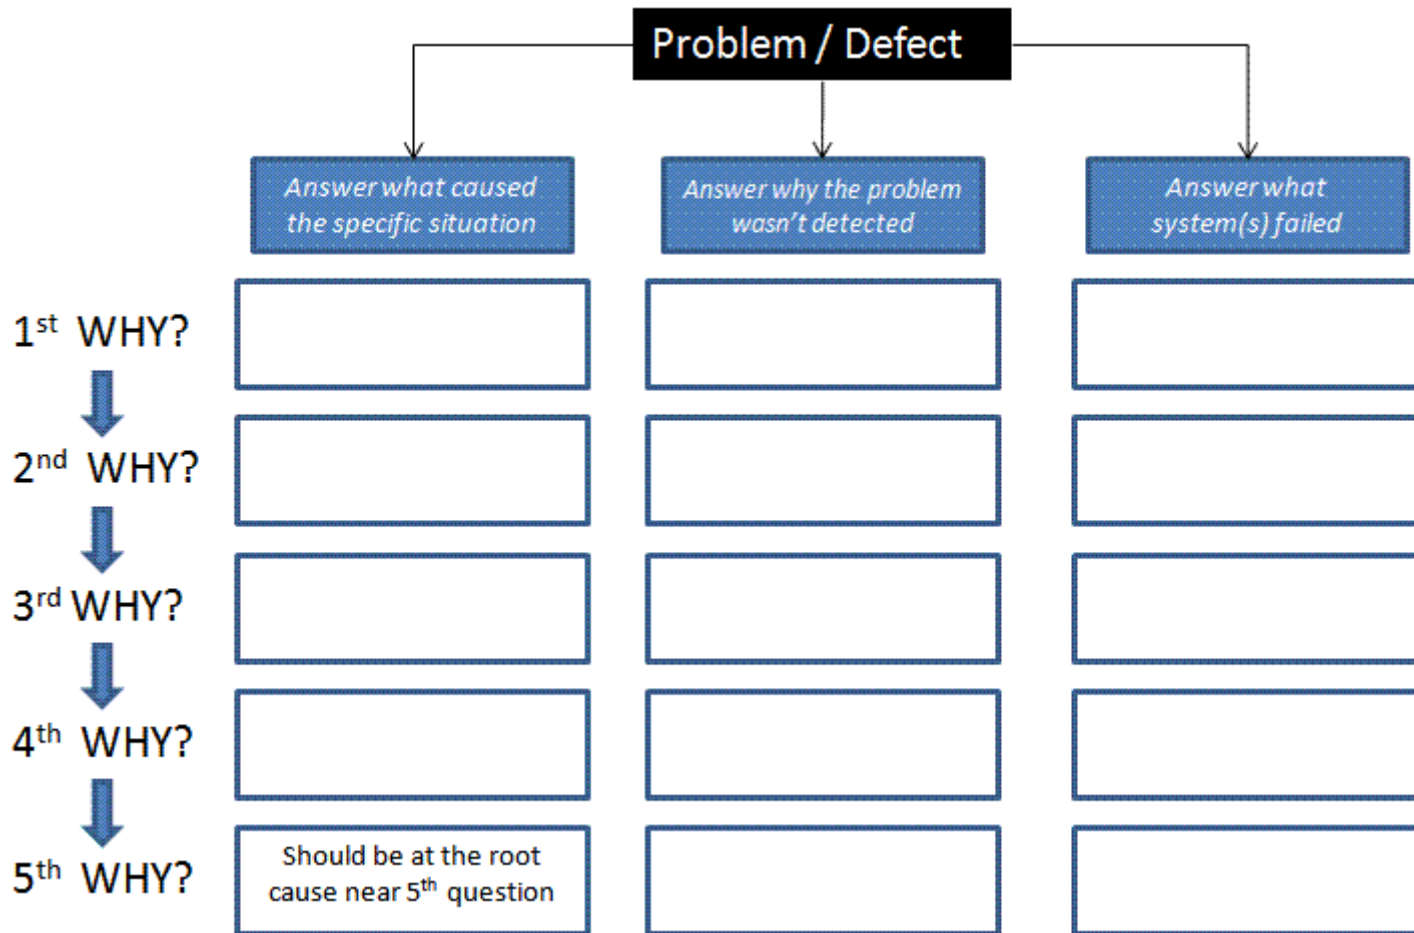 Problem / Defect
Answer what caused
the specific situation
Answer why the problem
wasn't detected
Answer what
system(s) failed
1st WHY?
2nd WHY?
3rd WHY?
4th WHY?
5th WHY?
Should be at the root
cause near 5th question